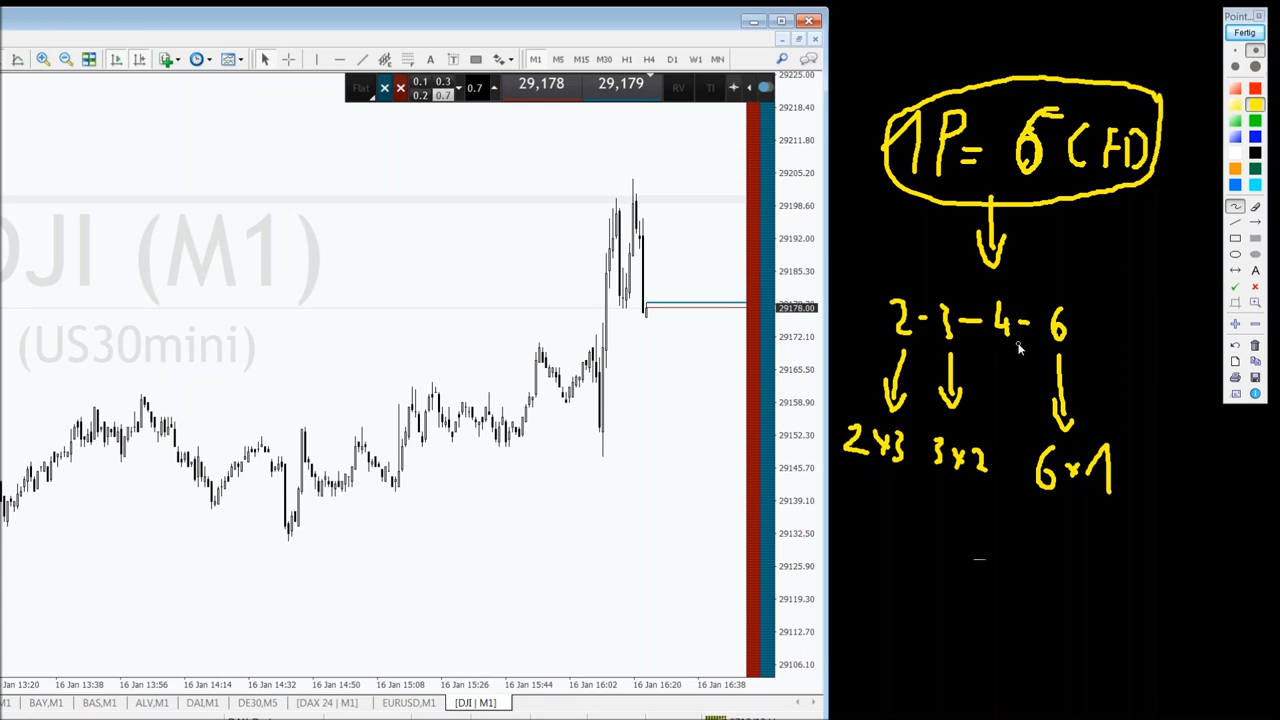 Point...
Fertig
A
T
M1 M5 M15 M30 H1 H4 D1 W1 MN
0.1 0.3
0.2 0.7
Flat
0.7
29,178
29,179
RV
TI
29225.00
29218.40
29211.80
29205.20
29198.60
29192.00
29185.30
29178.00
29172.10
29165.50
29158.90
29152.30
29145.70
29139.10
29132.50
29125.90
29119.30
29112.70
29106.10
DJI (M1)
(US30mini)
1P = 6 (FD)
2 - 3 - 4 - 6
2x3 3x2 6x1
A
Jan 13:20 16 Jan 13:38 16 Jan 13:56 16 Jan 14:14 16 Jan 14:32 16 Jan 14:50 16 Jan 15:08 16 Jan 15:26 16 Jan 15:44 16 Jan 16:02 16 Jan 16:20 16 Jan 16:38
M1 BAY,M1 BAS,M1 ALV,M1 DAI,M1 DE30,M5 [DAX 24 | M1] EURUSD,M1 [DJI | M1]